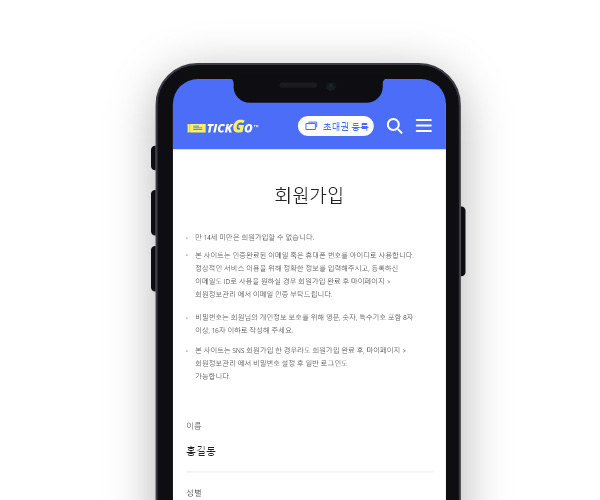 TICKGO™
초대권 등록
회원가입
만 14세 미만은 회원가입할 수 없습니다.
본 사이트는 인증완료된 이메일 혹은 휴대폰 번호를 아이디로 사용합니다.
정상적인 서비스 이용을 위해 정확한 정보를 입력해주시고, 등록하신
이메일도 ID로 사용을 원하실 경우 회원가입 완료 후 마이페이지 >
회원정보관리 에서 이메일 인증 부탁드립니다.
비밀번호는 회원님의 개인정보 보호를 위해 영문, 숫자, 특수기호 포함 8자
이상, 16자 이하로 작성해 주세요.
본 사이트는 SNS 회원가입 한 경우라도 회원가입 완료 후, 마이페이지 >
회원정보관리 에서 비밀번호 설정 후 일반 로그인도
가능합니다.
이름
홍길동
성별